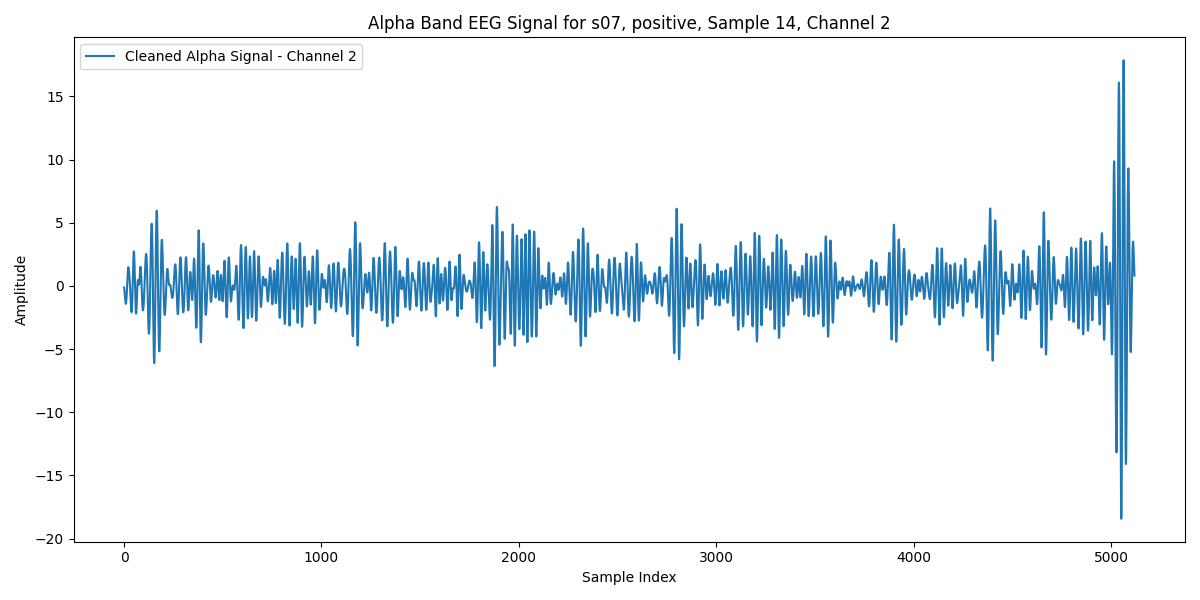 Alpha Band EEG Signal for s07, positive, Sample 14, Channel 2
Cleaned Alpha Signal - Channel 2
Amplitude
15
10
5
0
−5
−10
−15
−20
0 1000 2000 3000 4000 5000
Sample Index